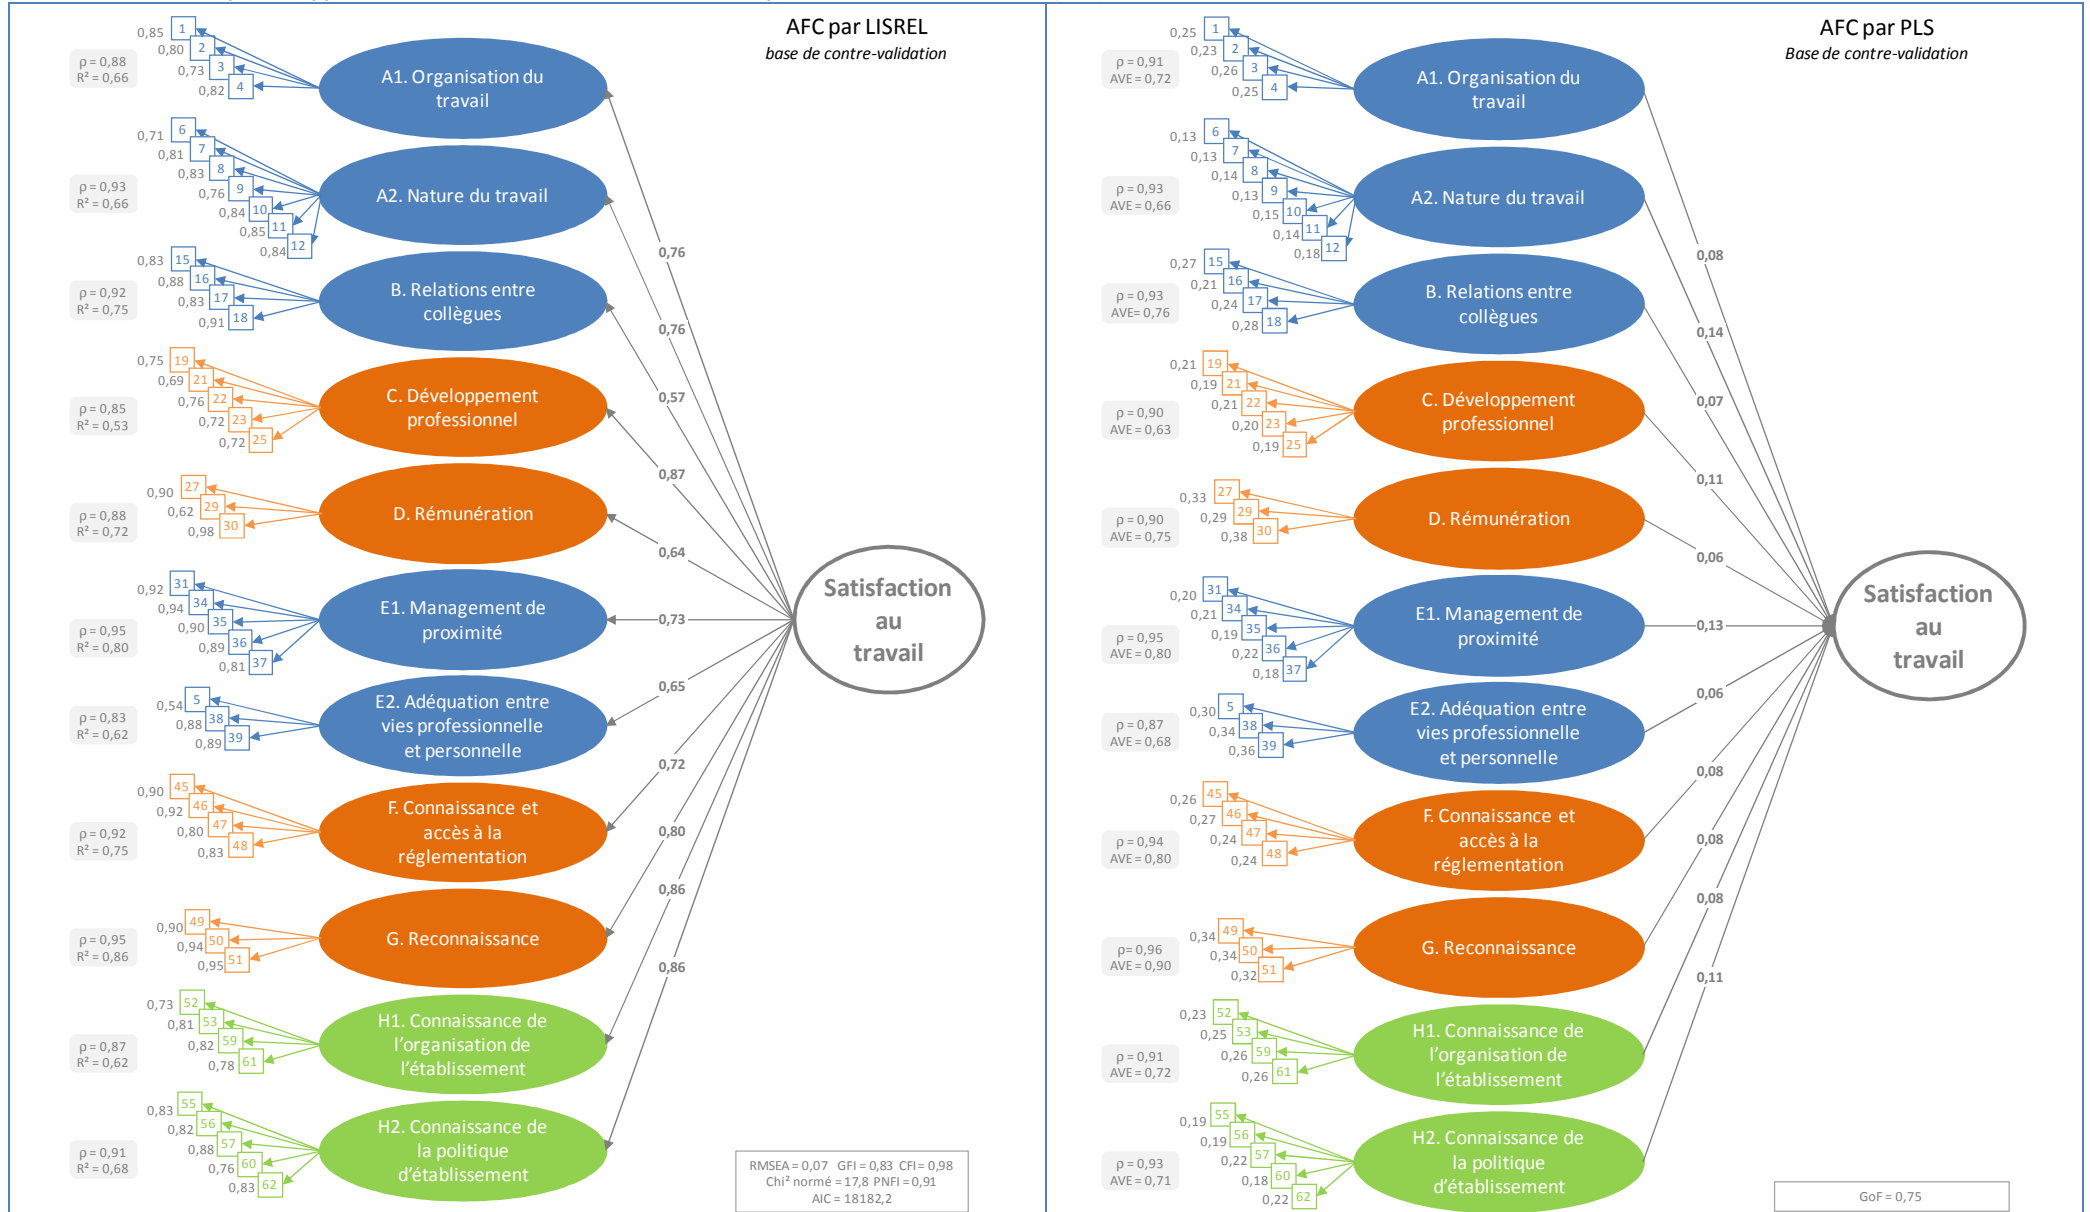 AFC par LISREL
base de contre-validation
0,85
1
0,80
2
0,73
3
0,82
4
ρ = 0,88
R² = 0,66
A1. Organisation du
travail
0,71
6
0,81
7
0,83
8
0,76
9
0,84
10
0,85
11
0,84
12
ρ = 0,93
R² = 0,66
A2. Nature du travail
0,83
15
0,88
16
0,83
17
0,91
18
ρ = 0,92
R² = 0,75
B. Relations entre
collègues
0,75
19
0,69
21
0,76
22
0,72
23
0,72
25
ρ = 0,85
R² = 0,53
C. Développement
professionnel
0,90
27
0,62
29
0,98
30
ρ = 0,88
R² = 0,72
D. Rémunération
0,92
31
0,94
34
0,90
35
0,89
36
0,81
37
ρ = 0,95
R² = 0,80
E1. Management de
proximité
0,54
5
0,88
38
0,89
39
ρ = 0,83
R² = 0,62
E2. Adéquation entre
vies professionnelle
et personnelle
0,90
45
0,92
46
0,80
47
0,83
48
ρ = 0,92
R² = 0,75
F. Connaissance et
accès à la
réglementation
0,90
49
0,94
50
0,95
51
ρ = 0,95
R² = 0,86
G. Reconnaissance
0,73
52
0,81
53
0,82
59
0,78
61
ρ = 0,87
R² = 0,62
H1. Connaissance de
l'organisation de
l'établissement
0,83
55
0,82
56
0,88
57
0,76
60
0,83
62
ρ = 0,91
R² = 0,68
H2. Connaissance de
la politique
d'établissement
0,76
0,76
0,57
0,87
0,64
0,73
0,65
0,72
0,80
0,86
0,86
Satisfaction
au
travail
RMSEA = 0,07 GFI = 0,83 CFI = 0,98
Chi² normé = 17,8 PNFI = 0,91
AIC = 18182,2
AFC par PLS
Base de contre-validation
0,25
1
0,23
2
0,26
3
0,25
4
ρ = 0,91
AVE = 0,72
A1. Organisation du
travail
0,13
6
0,13
7
0,14
8
0,13
9
0,15
10
0,14
11
0,18
12
ρ = 0,93
AVE = 0,66
A2. Nature du travail
0,27
15
0,21
16
0,24
17
0,28
18
ρ = 0,93
AVE= 0,76
B. Relations entre
collègues
0,21
19
0,19
21
0,21
22
0,20
23
0,19
25
ρ = 0,90
AVE = 0,63
C. Développement
professionnel
0,33
27
0,29
29
0,38
30
ρ = 0,90
AVE = 0,75
D. Rémunération
0,20
31
0,21
34
0,19
35
0,22
36
0,18
37
ρ = 0,95
AVE = 0,80
E1. Management de
proximité
0,30
5
0,34
38
0,36
39
ρ = 0,87
AVE = 0,68
E2. Adéquation entre
vies professionnelle
et personnelle
0,26
45
0,27
46
0,24
47
0,24
48
ρ = 0,94
AVE = 0,80
F. Connaissance et
accès à la
réglementation
0,34
49
0,34
50
0,32
51
ρ= 0,96
AVE = 0,90
G. Reconnaissance
0,23
52
0,25
53
0,26
59
0,26
61
ρ = 0,91
AVE = 0,72
H1. Connaissance de
l'organisation de
l'établissement
0,19
55
0,19
56
0,22
57
0,18
60
0,22
62
ρ = 0,93
AVE = 0,71
H2. Connaissance de
la politique
d'établissement
0,08
0,14
0,07
0,11
0,06
0,13
0,06
0,08
0,08
0,08
0,11
Satisfaction
au
travail
GoF = 0,75